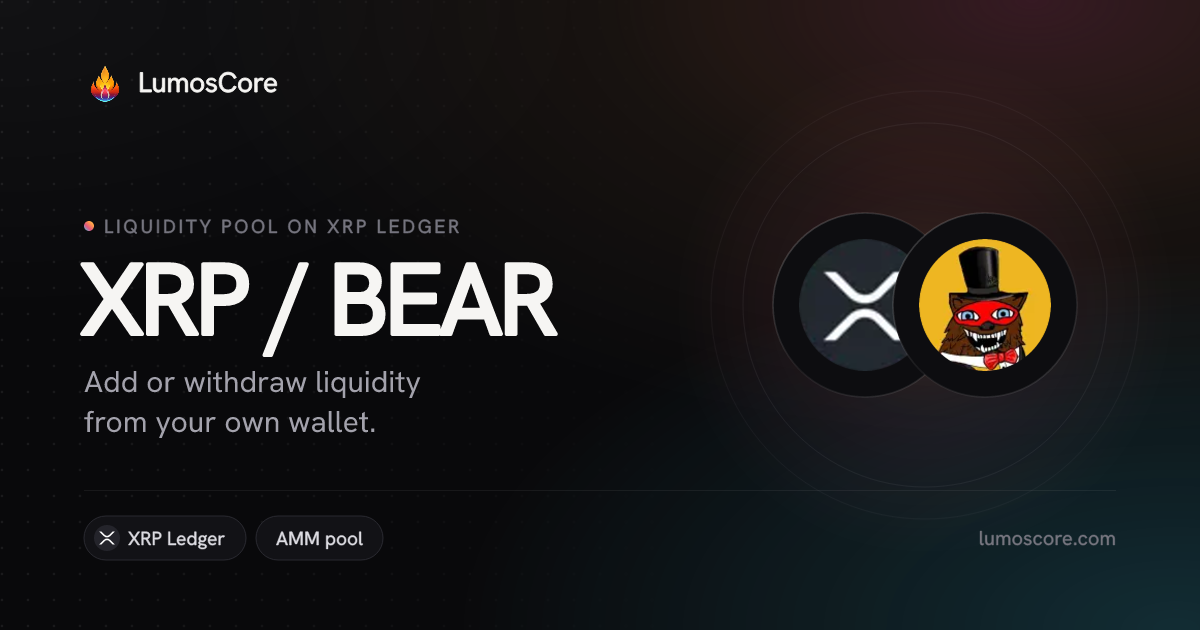 LumosCore
LIQUIDITY POOL ON XRP LEDGER
XRP / BEAR
Add or withdraw liquidity
from your own wallet.
XRP Ledger
AMM pool
lumoscore.com